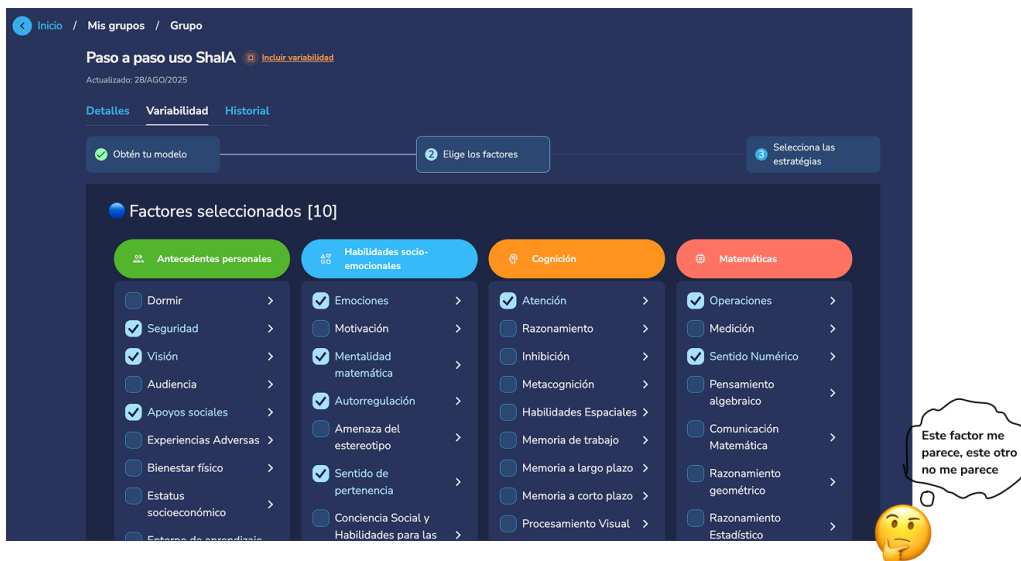 Inicio / Mis grupos / Grupo
Paso a paso uso ShaIA Incluir variabilidad
Actualizado: 28/AGO/2025
Detalles Variabilidad Historial
Obtén tu modelo
2 Elige los factores
3 Selecciona las
estratégias
Factores seleccionados [10]
Antecedentes personales
Dormir
Seguridad
Visión
Audiencia
Apoyos sociales
Experiencias Adversas
Bienestar físico
Estatus
socioeconómico
Entorno de aprendizaje
Habilidades socio-
emocionales
Emociones
Motivación
Mentalidad
matemática
Autorregulación
Amenaza del
estereotipo
Sentido de
pertenencia
Conciencia Social y
Habilidades para las
Cognición
Atención
Razonamiento
Inhibición
Metacognición
Habilidades Espaciales
Memoria de trabajo
Memoria a largo plazo
Memoria a corto plazo
Procesamiento Visual
Matemáticas
Operaciones
Medición
Sentido Numérico
Pensamiento
algebraico
Comunicación
Matemática
Razonamiento
geométrico
Razonamiento
Estadístico
Este factor me
parece, este otro
no me parece